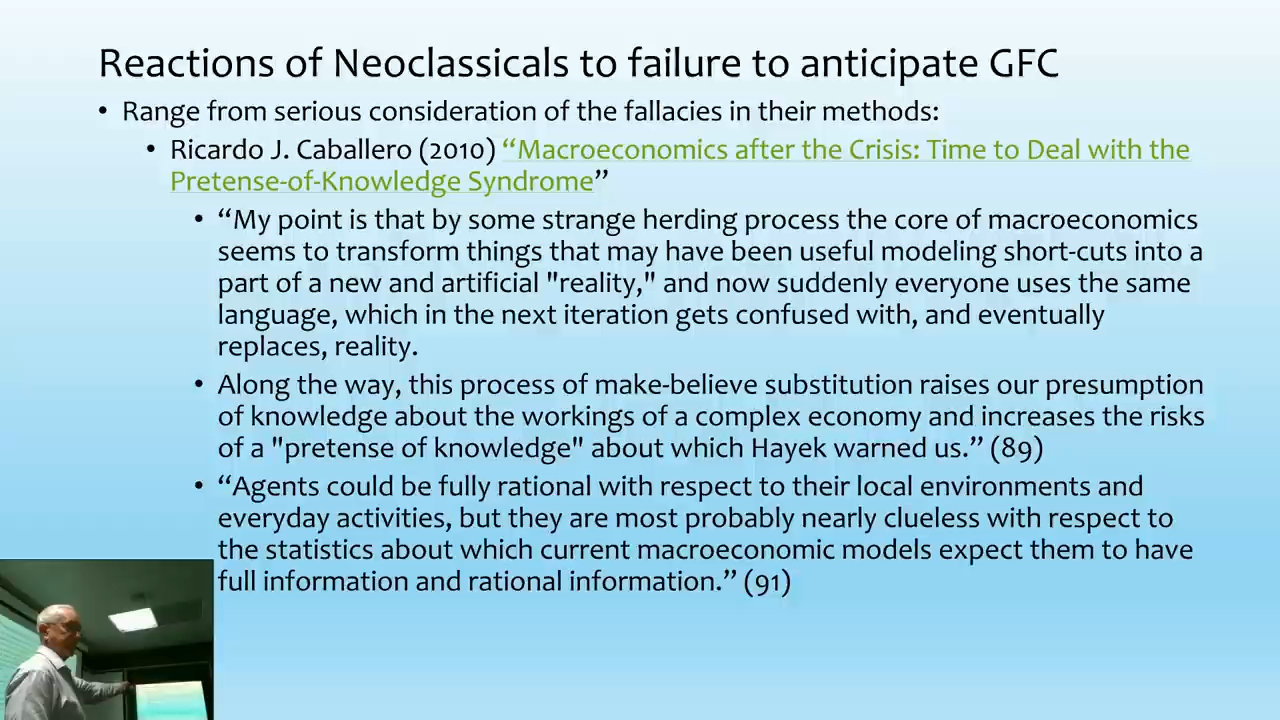 Reactions of Neoclassicals to failure to anticipate GFC
• Range from serious consideration of the fallacies in their methods:
• Ricardo J. Caballero (2010) “Macroeconomics after the Crisis: Time to Deal with the
Pretense-of-Knowledge Syndrome”
• “My point is that by some strange herding process the core of macroeconomics
seems to transform things that may have been useful modeling short-cuts into a
part of a new and artificial "reality," and now suddenly everyone uses the same
language, which in the next iteration gets confused with, and eventually
replaces, reality.
• Along the way, this process of make-believe substitution raises our presumption
of knowledge about the workings of a complex economy and increases the risks
of a "pretense of knowledge" about which Hayek warned us.” (89)
• “Agents could be fully rational with respect to their local environments and
everyday activities, but they are most probably nearly clueless with respect to
the statistics about which current macroeconomic models expect them to have
full information and rational information.” (91)